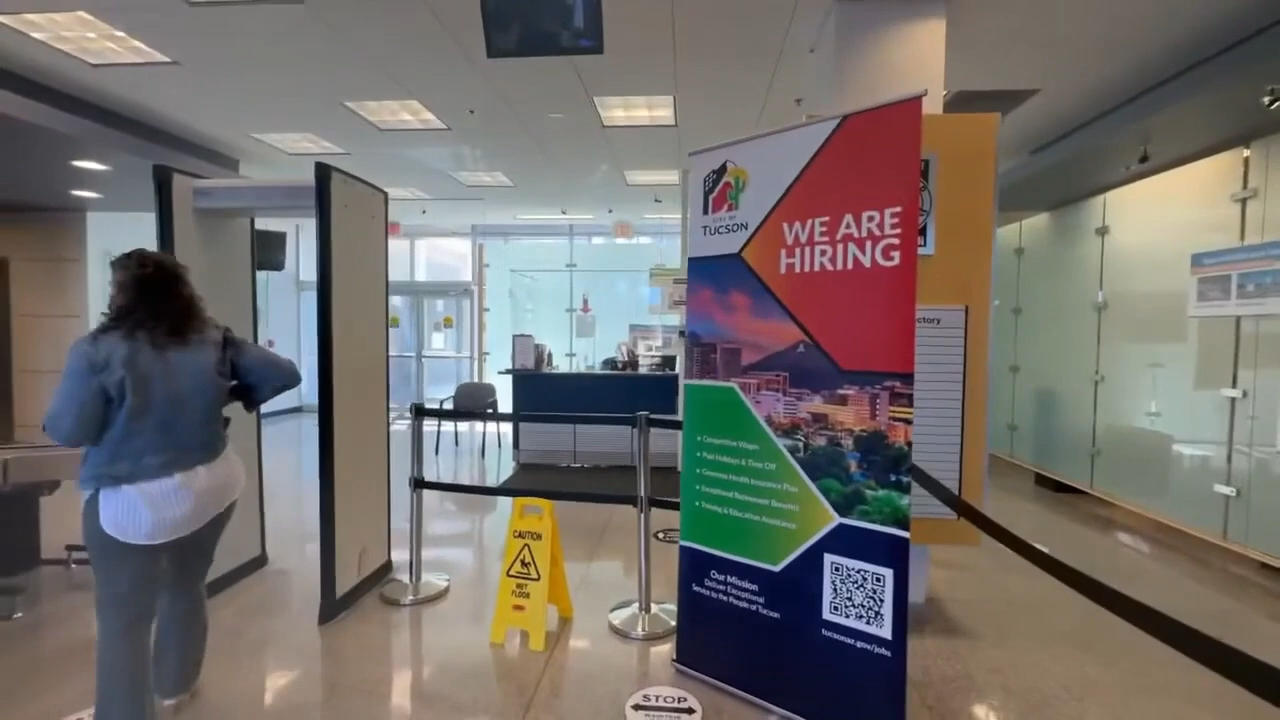 CITY OF
TUCSON
WE ARE
HIRING
ctory
Competitive Wages
Paid Holidays & Time Off
Generous Health Insurance Plan
Exceptional Retirement Benefits
Training & Education Assistance
CAUTION
WET
FLOOR
Our Mission
Deliver Exceptional
Service to the People of Tucson
tucsonaz.gov/jobs
STOP